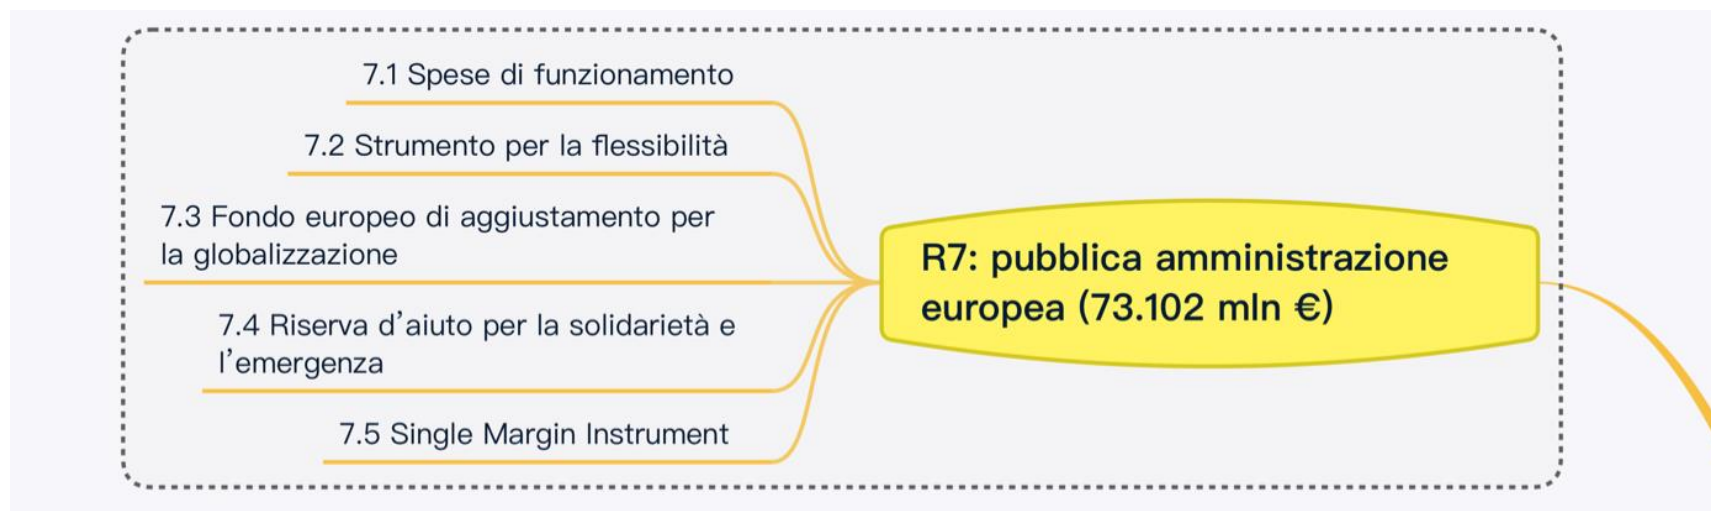 7.1 Spese di funzionamento
7.2 Strumento per la flessibilità
7.3 Fondo europeo di aggiustamento per
la globalizzazione
7.4 Riserva d’aiuto per la solidarietà e
l’emergenza
7.5 Single Margin Instrument
R7: pubblica amministrazione
europea (73.102 mln €)